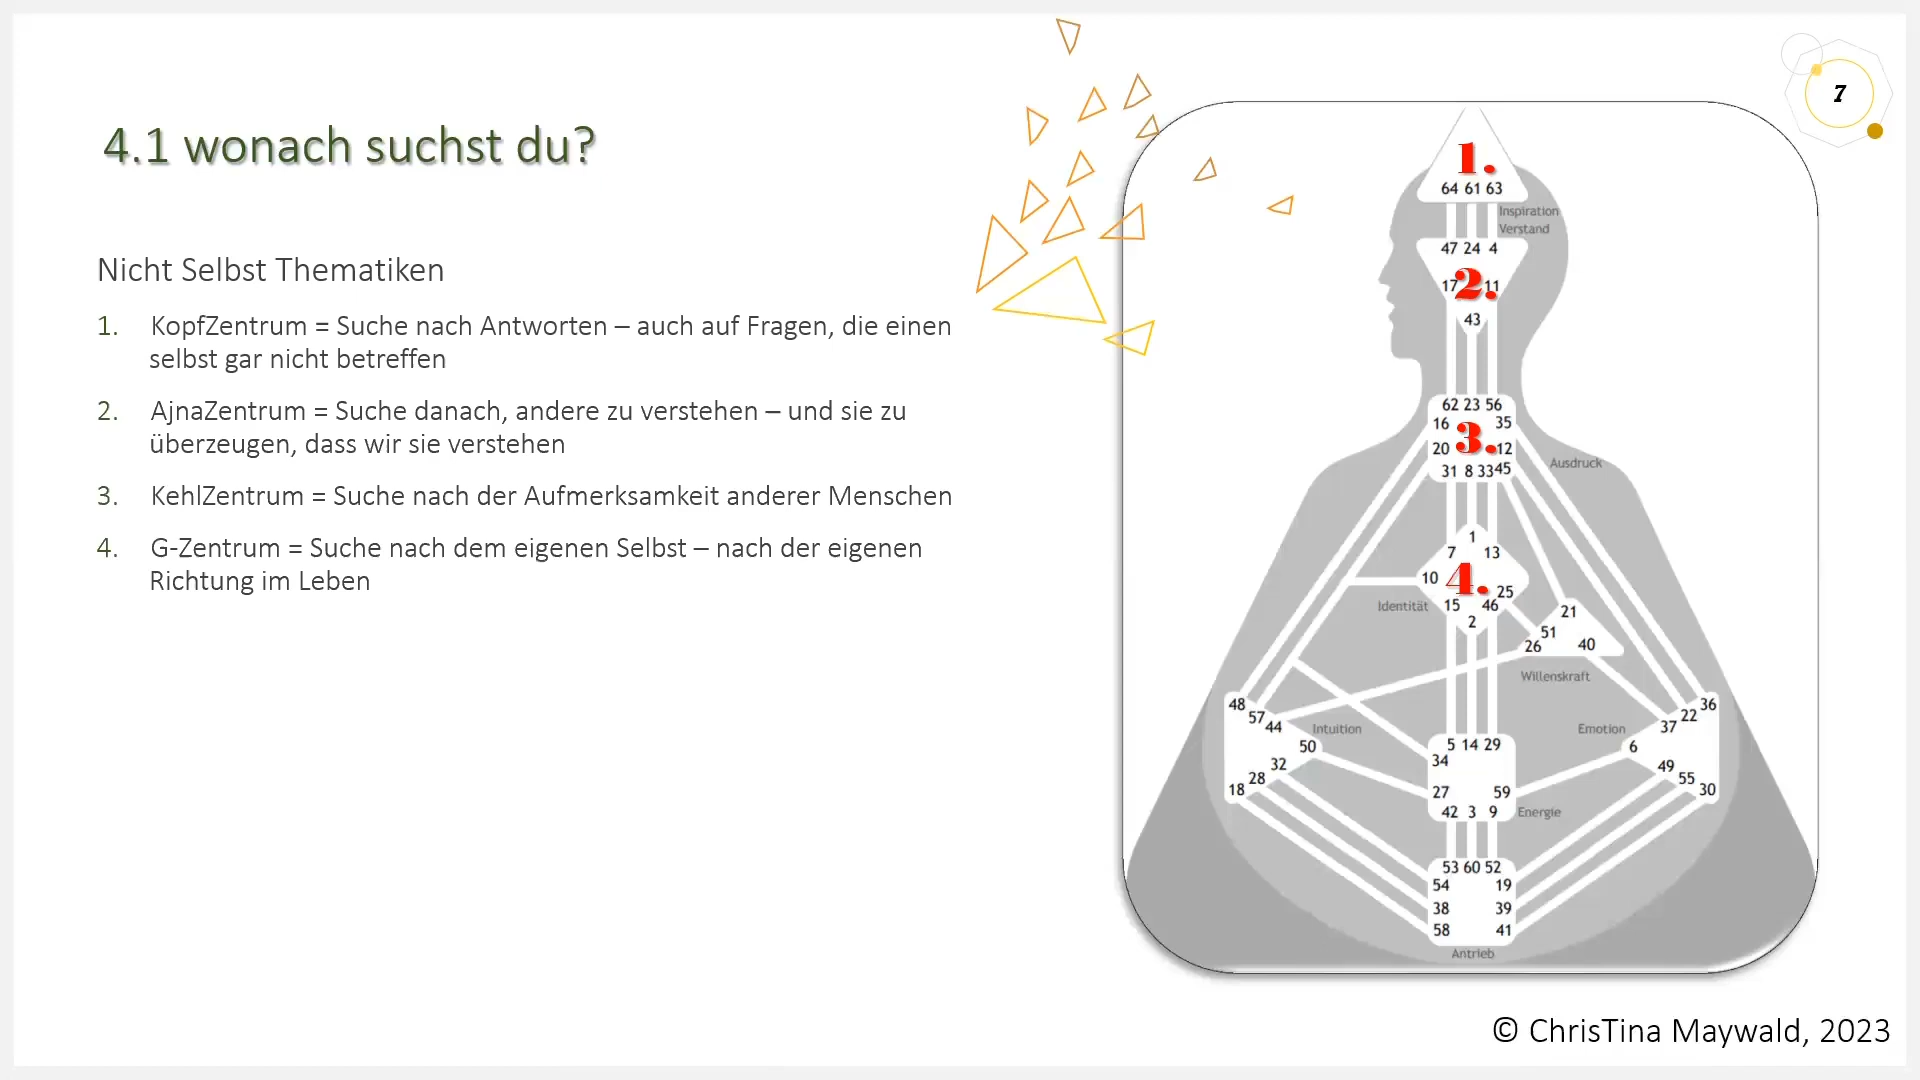 7
4.1 wonach suchst du?
Nicht Selbst Thematiken
1. KopfZentrum = Suche nach Antworten – auch auf Fragen, die einen
selbst gar nicht betreffen
2. AjnaZentrum = Suche danach, andere zu verstehen – und sie zu
überzeugen, dass wir sie verstehen
3. KehlZentrum = Suche nach der Aufmerksamkeit anderer Menschen
4. G-Zentrum = Suche nach dem eigenen Selbst – nach der eigenen
Richtung im Leben
1.
64 61 63
Inspiration
Verstand
47 24 4
17 2. 11
43
62 23 56
16 35
3.
20 12
31 8 33 45
Ausdruck
1
7 13
10 4. 25
Identität
15 46
2
21
51
26 40
Willenskraft
48 36
57 22
44 37
Intuition
Emotion
50 6
32 49
28 55
18 30
5 14 29
34
27 59
42 3 9
Energie
53 60 52
54 19
38 39
58 41
Antrieb
© ChrisTina Maywald, 2023